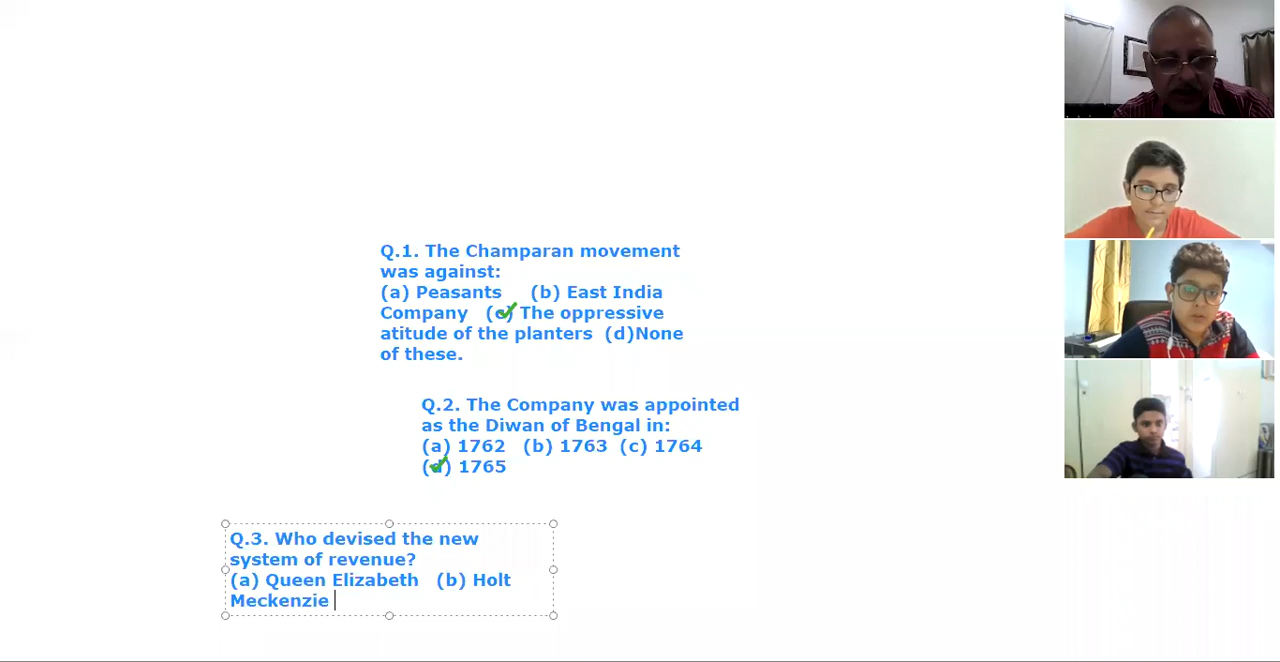 Q.1. The Champaran movement
was against:
(a) Peasants (b) East India
Company (c) The oppressive
atitude of the planters (d)None
of these.
Q.2. The Company was appointed
as the Diwan of Bengal in:
(a) 1762 (b) 1763 (c) 1764
(d) 1765
Q.3. Who devised the new
system of revenue?
(a) Queen Elizabeth (b) Holt
Meckenzie